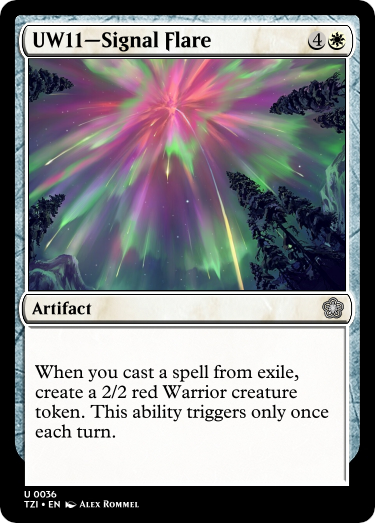 UW11—Signal Flare 4
Artifact
When you cast a spell from exile,
create a 2/2 red Warrior creature
token. This ability triggers only once
each turn.
U 0036
TZI • EN Alex Rommel